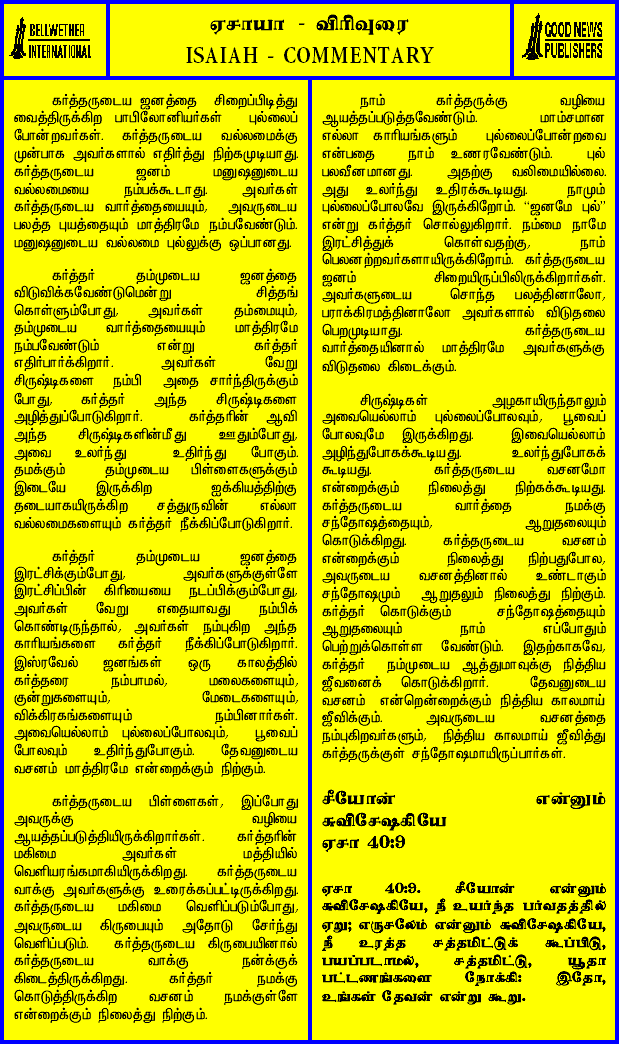 ஏசாயா - விரிவுரை
ISAIAH - COMMENTARY
BELLWETHER
INTERNATIONAL
GOOD NEWS
PUBLISHERS
கர்த்தருடைய ஜனத்தை சிறைப்பிடித்து
வைத்திருக்கிற பாபிலோனியர்கள் புல்லைப்
போன்றவர்கள். கர்த்தருடைய வல்லமைக்கு
முன்பாக அவர்களால் எதிர்த்து நிற்கமுடியாது.
கர்த்தருடைய ஜனம் மனுஷனுடைய
வல்லமையை நம்பக்கூடாது. அவர்கள்
கர்த்தருடைய வார்த்தையையும், அவருடைய
பலத்த புயத்தையும் மாத்திரமே நம்பவேண்டும்.
மனுஷனுடைய வல்லமை புல்லுக்கு ஒப்பானது.
கர்த்தர் தம்முடைய ஜனத்தை
விடுவிக்கவேண்டுமென்று சித்தங்
கொள்ளும்போது, அவர்கள் தம்மையும்,
தம்முடைய வார்த்தையையும் மாத்திரமே
நம்பவேண்டும் என்று கர்த்தர்
எதிர்பார்க்கிறார். அவர்கள் வேறு
சிருஷ்டிகளை நம்பி அதை சார்ந்திருக்கும்
போது, கர்த்தர் அந்த சிருஷ்டிகளை
அழித்துப்போடுகிறார். கர்த்தரின் ஆவி
அந்த சிருஷ்டிகளின்மீது ஊதும்போது,
அவை உலர்ந்து உதிர்ந்து போகும்.
தமக்கும் தம்முடைய பிள்ளைகளுக்கும்
இடையே இருக்கிற ஐக்கியத்திற்கு
தடையாகயிருக்கிற சத்துருவின் எல்லா
வல்லமைகளையும் கர்த்தர் நீக்கிப்போடுகிறார்.
கர்த்தர் தம்முடைய ஜனத்தை
இரட்சிக்கும்போது, அவர்களுக்குள்ளே
இரட்சிப்பின் கிரியையை நடப்பிக்கும்போது,
அவர்கள் வேறு எதையாவது நம்பிக்
கொண்டிருந்தால், அவர்கள் நம்புகிற அந்த
காரியங்களை கர்த்தர் நீக்கிப்போடுகிறார்.
இஸ்ரவேல் ஜனங்கள் ஒரு காலத்தில்
கர்த்தரை நம்பாமல், மலைகளையும்,
குன்றுகளையும், மேடைகளையும்,
விக்கிரகங்களையும் நம்பினார்கள்.
அவையெல்லாம் புல்லைப்போலவும், பூவைப்
போலவும் உதிர்ந்துபோகும். தேவனுடைய
வசனம் மாத்திரமே என்றைக்கும் நிற்கும்.
கர்த்தருடைய பிள்ளைகள், இப்போது
அவருக்கு வழியை
ஆயத்தப்படுத்தியிருக்கிறார்கள். கர்த்தரின்
மகிமை அவர்கள் மத்தியில்
வெளியரங்கமாகியிருக்கிறது. கர்த்தருடைய
வாக்கு அவர்களுக்கு உரைக்கப்பட்டிருக்கிறது.
கர்த்தருடைய மகிமை வெளிப்படும்போது,
அவருடைய கிருபையும் அதோடு சேர்ந்து
வெளிப்படும். கர்த்தருடைய கிருபையினால்
கர்த்தருடைய வாக்கு நன்க்குக்
கிடைத்திருக்கிறது. கர்த்தர் நமக்கு
கொடுத்திருக்கிற வசனம் நமக்குள்ளே
என்றைக்கும் நிலைத்து நிற்கும்.
நாம் கர்த்தருக்கு வழியை
ஆயத்தப்படுத்தவேண்டும். மாம்சமான
எல்லா காரியங்களும் புல்லைப்போன்றவை
என்பதை நாம் உணரவேண்டும். புல்
பலவீனமானது. அதற்கு வலிமையில்லை.
அது உலர்ந்து உதிரக்கூடியது. நாமும்
புல்லைப்போலவே இருக்கிறோம். “ஜனமே புல்”
என்று கர்த்தர் சொல்லுகிறார். நம்மை நாமே
இரட்சித்துக் கொள்வதற்கு, நாம்
பெலனற்றவர்களாயிருக்கிறோம். கர்த்தருடைய
ஜனம் சிறையிருப்பிலிருக்கிறார்கள்.
அவர்களுடைய சொந்த பலத்தினாலோ,
பராக்கிரமத்தினாலோ அவர்களால் விடுதலை
பெறமுடியாது. கர்த்தருடைய
வார்த்தையினால் மாத்திரமே அவர்களுக்கு
விடுதலை கிடைக்கும்.
சிருஷ்டிகள் அழகாயிருந்தாலும்
அவையெல்லாம் புல்லைப்போலவும், பூவைப்
போலவுமே இருக்கிறது. இவையெல்லாம்
அழிந்துபோகக்கூடியது. உலர்ந்துபோகக்
கூடியது. கர்த்தருடைய வசனமோ
என்றைக்கும் நிலைத்து நிற்கக்கூடியது.
கர்த்தருடைய வார்த்தை நமக்கு
சந்தோஷத்தையும், ஆறுதலையும்
கொடுக்கிறது. கர்த்தருடைய வசனம்
என்றைக்கும் நிலைத்து நிற்பதுபோல,
அவருடைய வசனத்தினால் உண்டாகும்
சந்தோஷமும் ஆறுதலும் நிலைத்து நிற்கும்.
கர்த்தர் கொடுக்கும் சந்தோஷத்தையும்
ஆறுதலையும் நாம் எப்போதும்
பெற்றுக்கொள்ள வேண்டும். இதற்காகவே,
கர்த்தர் நம்முடைய ஆத்துமாவுக்கு நித்திய
ஜீவனைக் கொடுக்கிறார். தேவனுடைய
வசனம் என்றென்றைக்கும் நித்திய காலமாய்
ஜீவிக்கும். அவருடைய வசனத்தை
நம்புகிறவர்களும், நித்திய காலமாய் ஜீவித்து
கர்த்தருக்குள் சந்தோஷமாயிருப்பார்கள்.
சீயோன் என்னும்
சுவிசேஷகியே
ஏசா 40:9
ஏசா 40:9. சீயோன் என்னும்
சுவிசேஷகியே, நீ உயர்ந்த பர்வதத்தில்
ஏறு; எருசலேம் என்னும் சுவிசேஷகியே,
நீ உரத்த சத்தமிட்டுக் கூப்பிடு,
பயப்படாமல், சத்தமிட்டு, யூதா
பட்டணங்களை நோக்கி: இதோ,
உங்கள் தேவன் என்று கூறு.